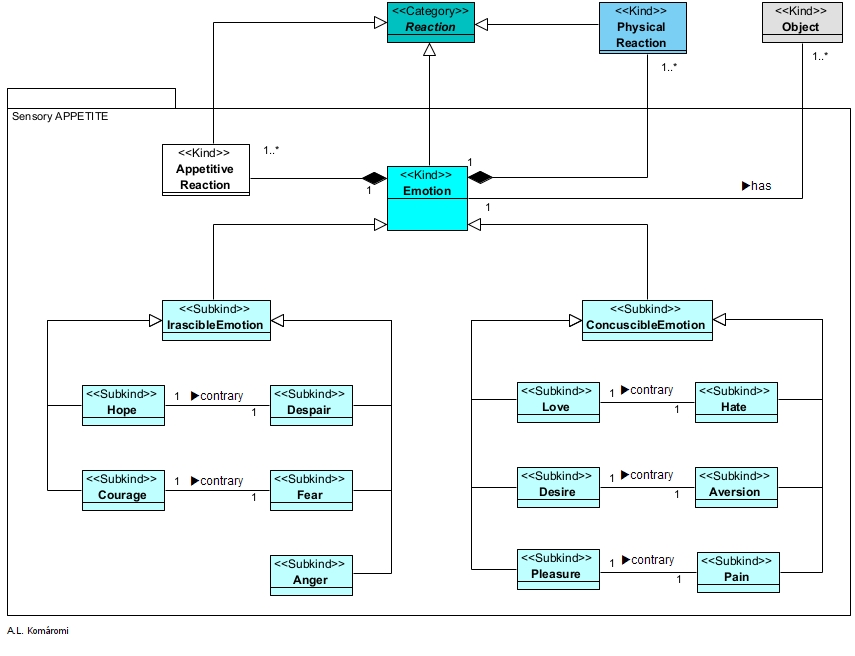 <<Category>>
Reaction
<<Kind>>
Physical
Reaction
<<Kind>>
Object
1..*
1..*
Sensory APPETITE
<<Kind>>
Appetitive
Reaction
1..*
1
<<Kind>>
Emotion
1
1
▶has
<<Subkind>>
IrascibleEmotion
<<Subkind>>
ConcuscibleEmotion
<<Subkind>>
Hope
1 ▶contrary
1
<<Subkind>>
Despair
<<Subkind>>
Love
1 ▶contrary
1
<<Subkind>>
Hate
<<Subkind>>
Courage
1 ▶contrary
1
<<Subkind>>
Fear
<<Subkind>>
Desire
1 ▶contrary
1
<<Subkind>>
Aversion
<<Subkind>>
Anger
<<Subkind>>
Pleasure
1 ▶contrary
1
<<Subkind>>
Pain
A.L. Komáromi